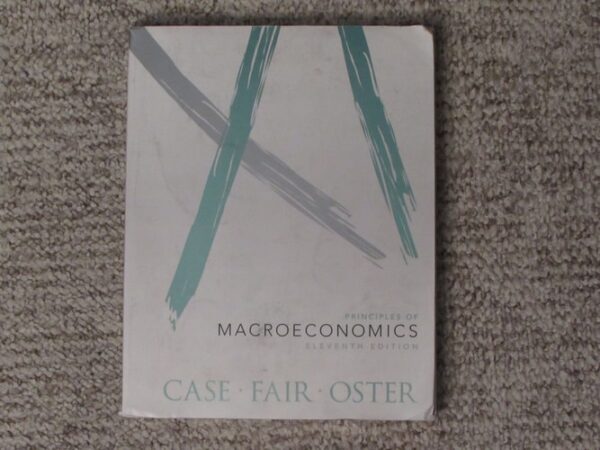 PRINCIPLES OF
MACROECONOMICS
ELEVENTH EDITION
CASE · FAIR · OSTER